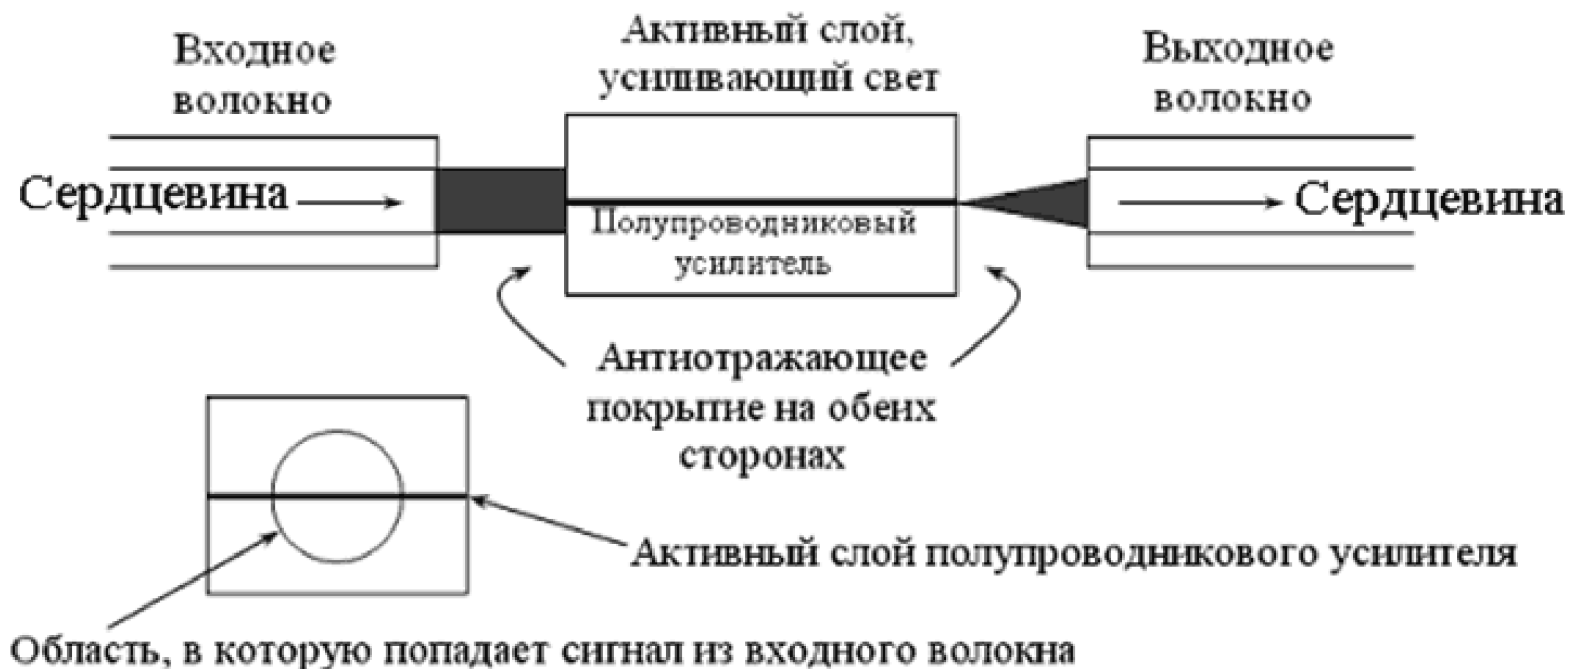 Входное
волокно
Активный слой,
усиливающий свет
Выходное
волокно
Сердцевина
Сердцевина
Полупроводниковый
усилитель
Антиотражающее
покрытие на обеих
сторонах
Активный слой полупроводникового усилителя
Область, в которую попадает сигнал из входного волокна